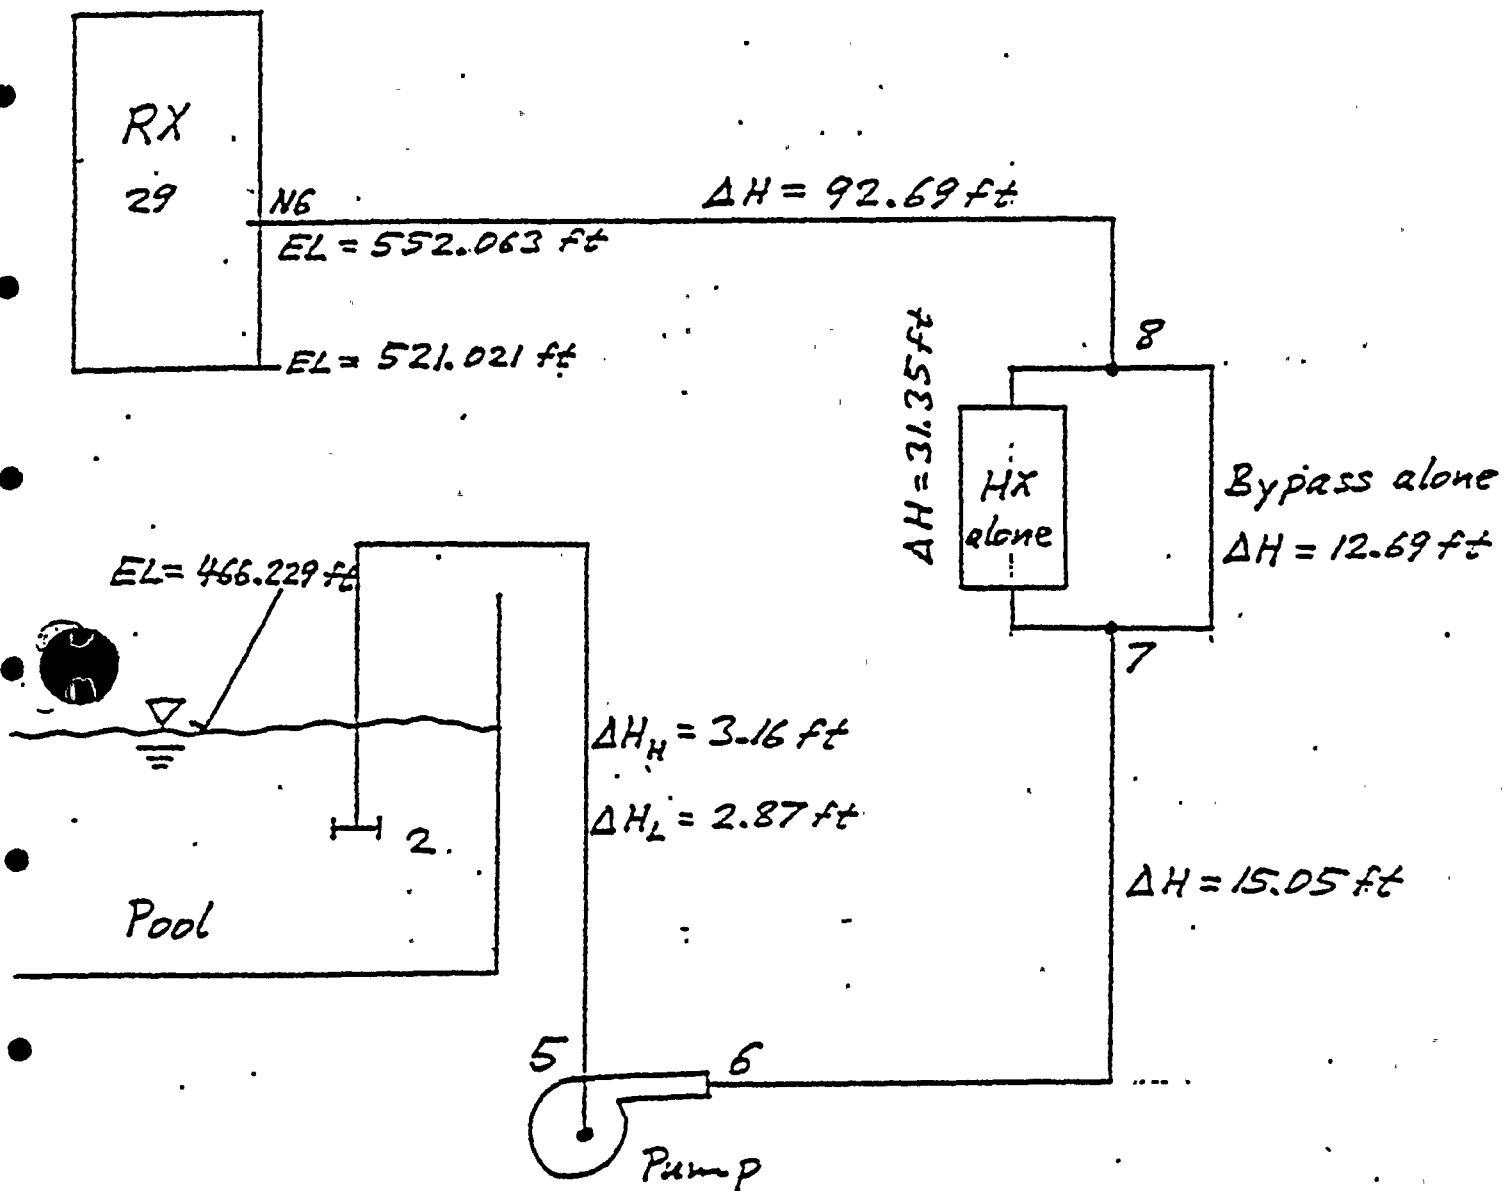 RX
29
N6
ΔH = 92.69 ft
EL = 552.063 ft
EL = 521.021 ft
8
ΔH = 31.35 ft
HX
alone
Bypass alone
ΔH = 12.69 ft
7
EL= 466.229 ft
ΔH_H = 3.16 ft
ΔH_L = 2.87 ft
2
Pool
ΔH = 15.05 ft
5
6
Pump